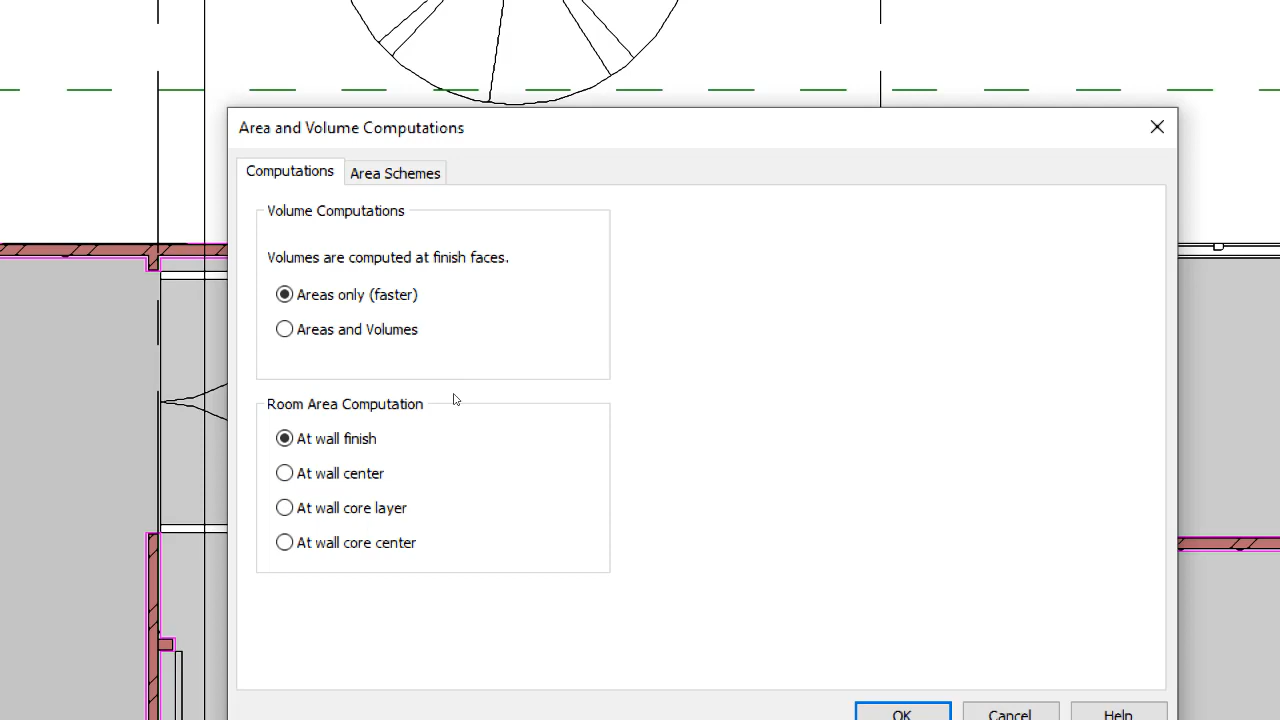 Area and Volume Computations
Computations
Area Schemes
Volume Computations
Volumes are computed at finish faces.
Areas only (faster)
Areas and Volumes
Room Area Computation
At wall finish
At wall center
At wall core layer
At wall core center
OK
Cancel
Help